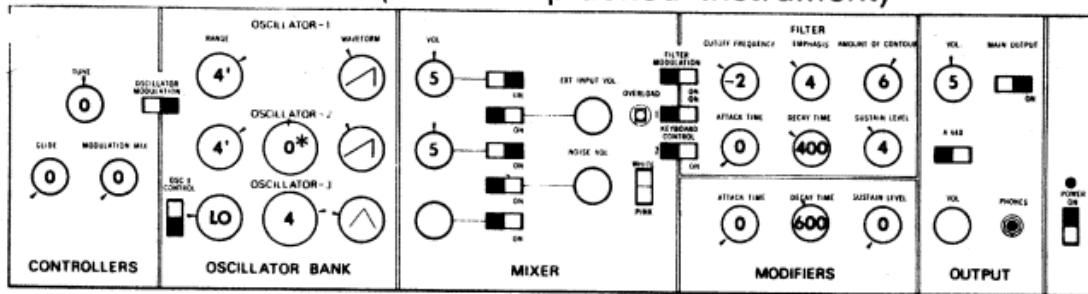 OSCILLATOR-1
RANGE
WAVEFORM
4'
TUNE
0
OSCILLATOR MODULATION
GLIDE
0
MODULATION MIX
0
OSCILLATOR-2
4'
0*
OSC 3 CONTROL
OSCILLATOR-3
LO
4
VOL
5
ON
ON
5
ON
ON
ON
EXT INPUT VOL
OVERLOAD
NOISE VOL
WHITE
PINK
FILTER MODULATION
ON
ON
1
KEYBOARD CONTROL
2
ON
FILTER
CUTOFF FREQUENCY
-2
EMPHASIS
4
AMOUNT OF CONTOUR
6
ATTACK TIME
0
DECAY TIME
400
SUSTAIN LEVEL
4
ATTACK TIME
0
DECAY TIME
600
SUSTAIN LEVEL
0
VOL.
5
MAIN OUTPUT
ON
A 440
VOL
PHONES
POWER
ON
CONTROLLERS
OSCILLATOR BANK
MIXER
MODIFIERS
OUTPUT